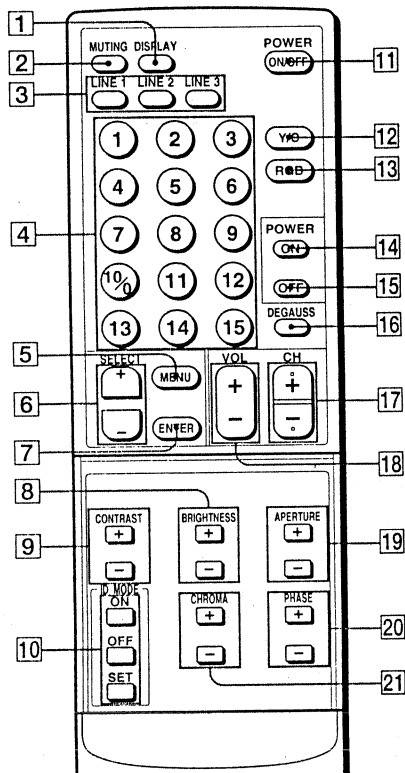 1
MUTING DISPLAY POWER
2 ON/OFF 11
3 LINE 1 LINE 2 LINE 3
1 2 3 Y/C 12
RGB 13
4 5 6
4 7 8 9 POWER
ON 14
10/0 11 12 OFF 15
13 14 15 DEGAUSS 16
5 SELECT MENU VOL CH
6 + + + 17
− − −
7 ENTER 18
8
9 CONTRAST BRIGHTNESS APERTURE
+ + + 19
− − −
ID MODE
ON CHROMA PHASE
+ + 20
10 OFF
− −
SET 21